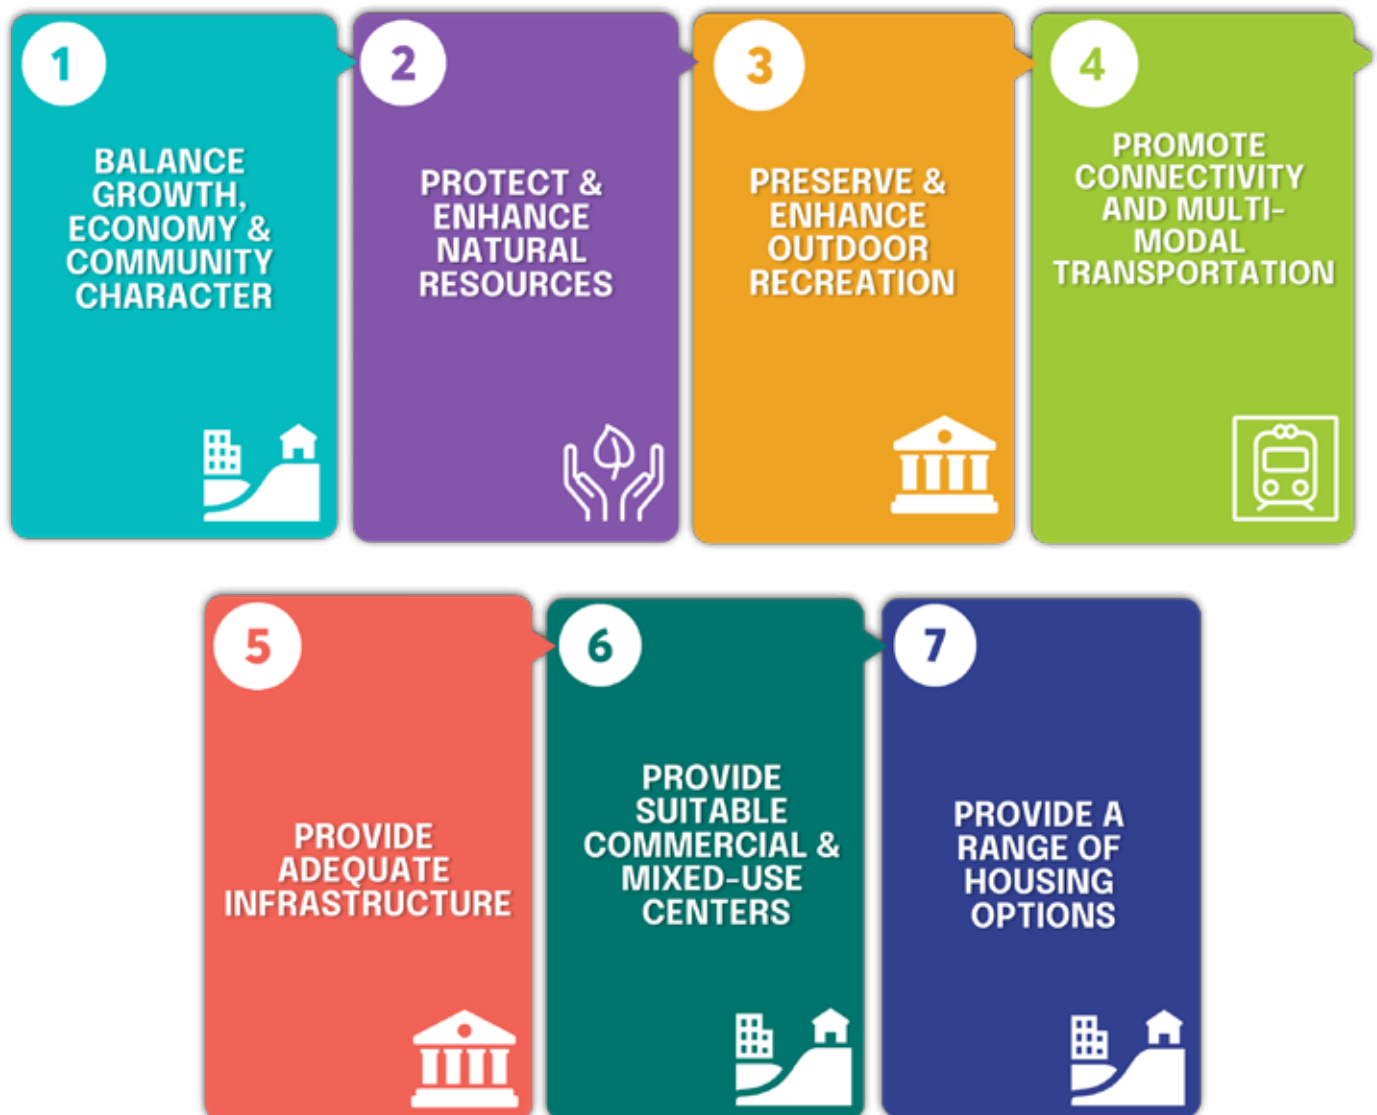 1
BALANCE
GROWTH,
ECONOMY &
COMMUNITY
CHARACTER
2
PROTECT &
ENHANCE
NATURAL
RESOURCES
3
PRESERVE &
ENHANCE
OUTDOOR
RECREATION
4
PROMOTE
CONNECTIVITY
AND MULTI-
MODAL
TRANSPORTATION
5
PROVIDE
ADEQUATE
INFRASTRUCTURE
6
PROVIDE
SUITABLE
COMMERCIAL &
MIXED-USE
CENTERS
7
PROVIDE A
RANGE OF
HOUSING
OPTIONS